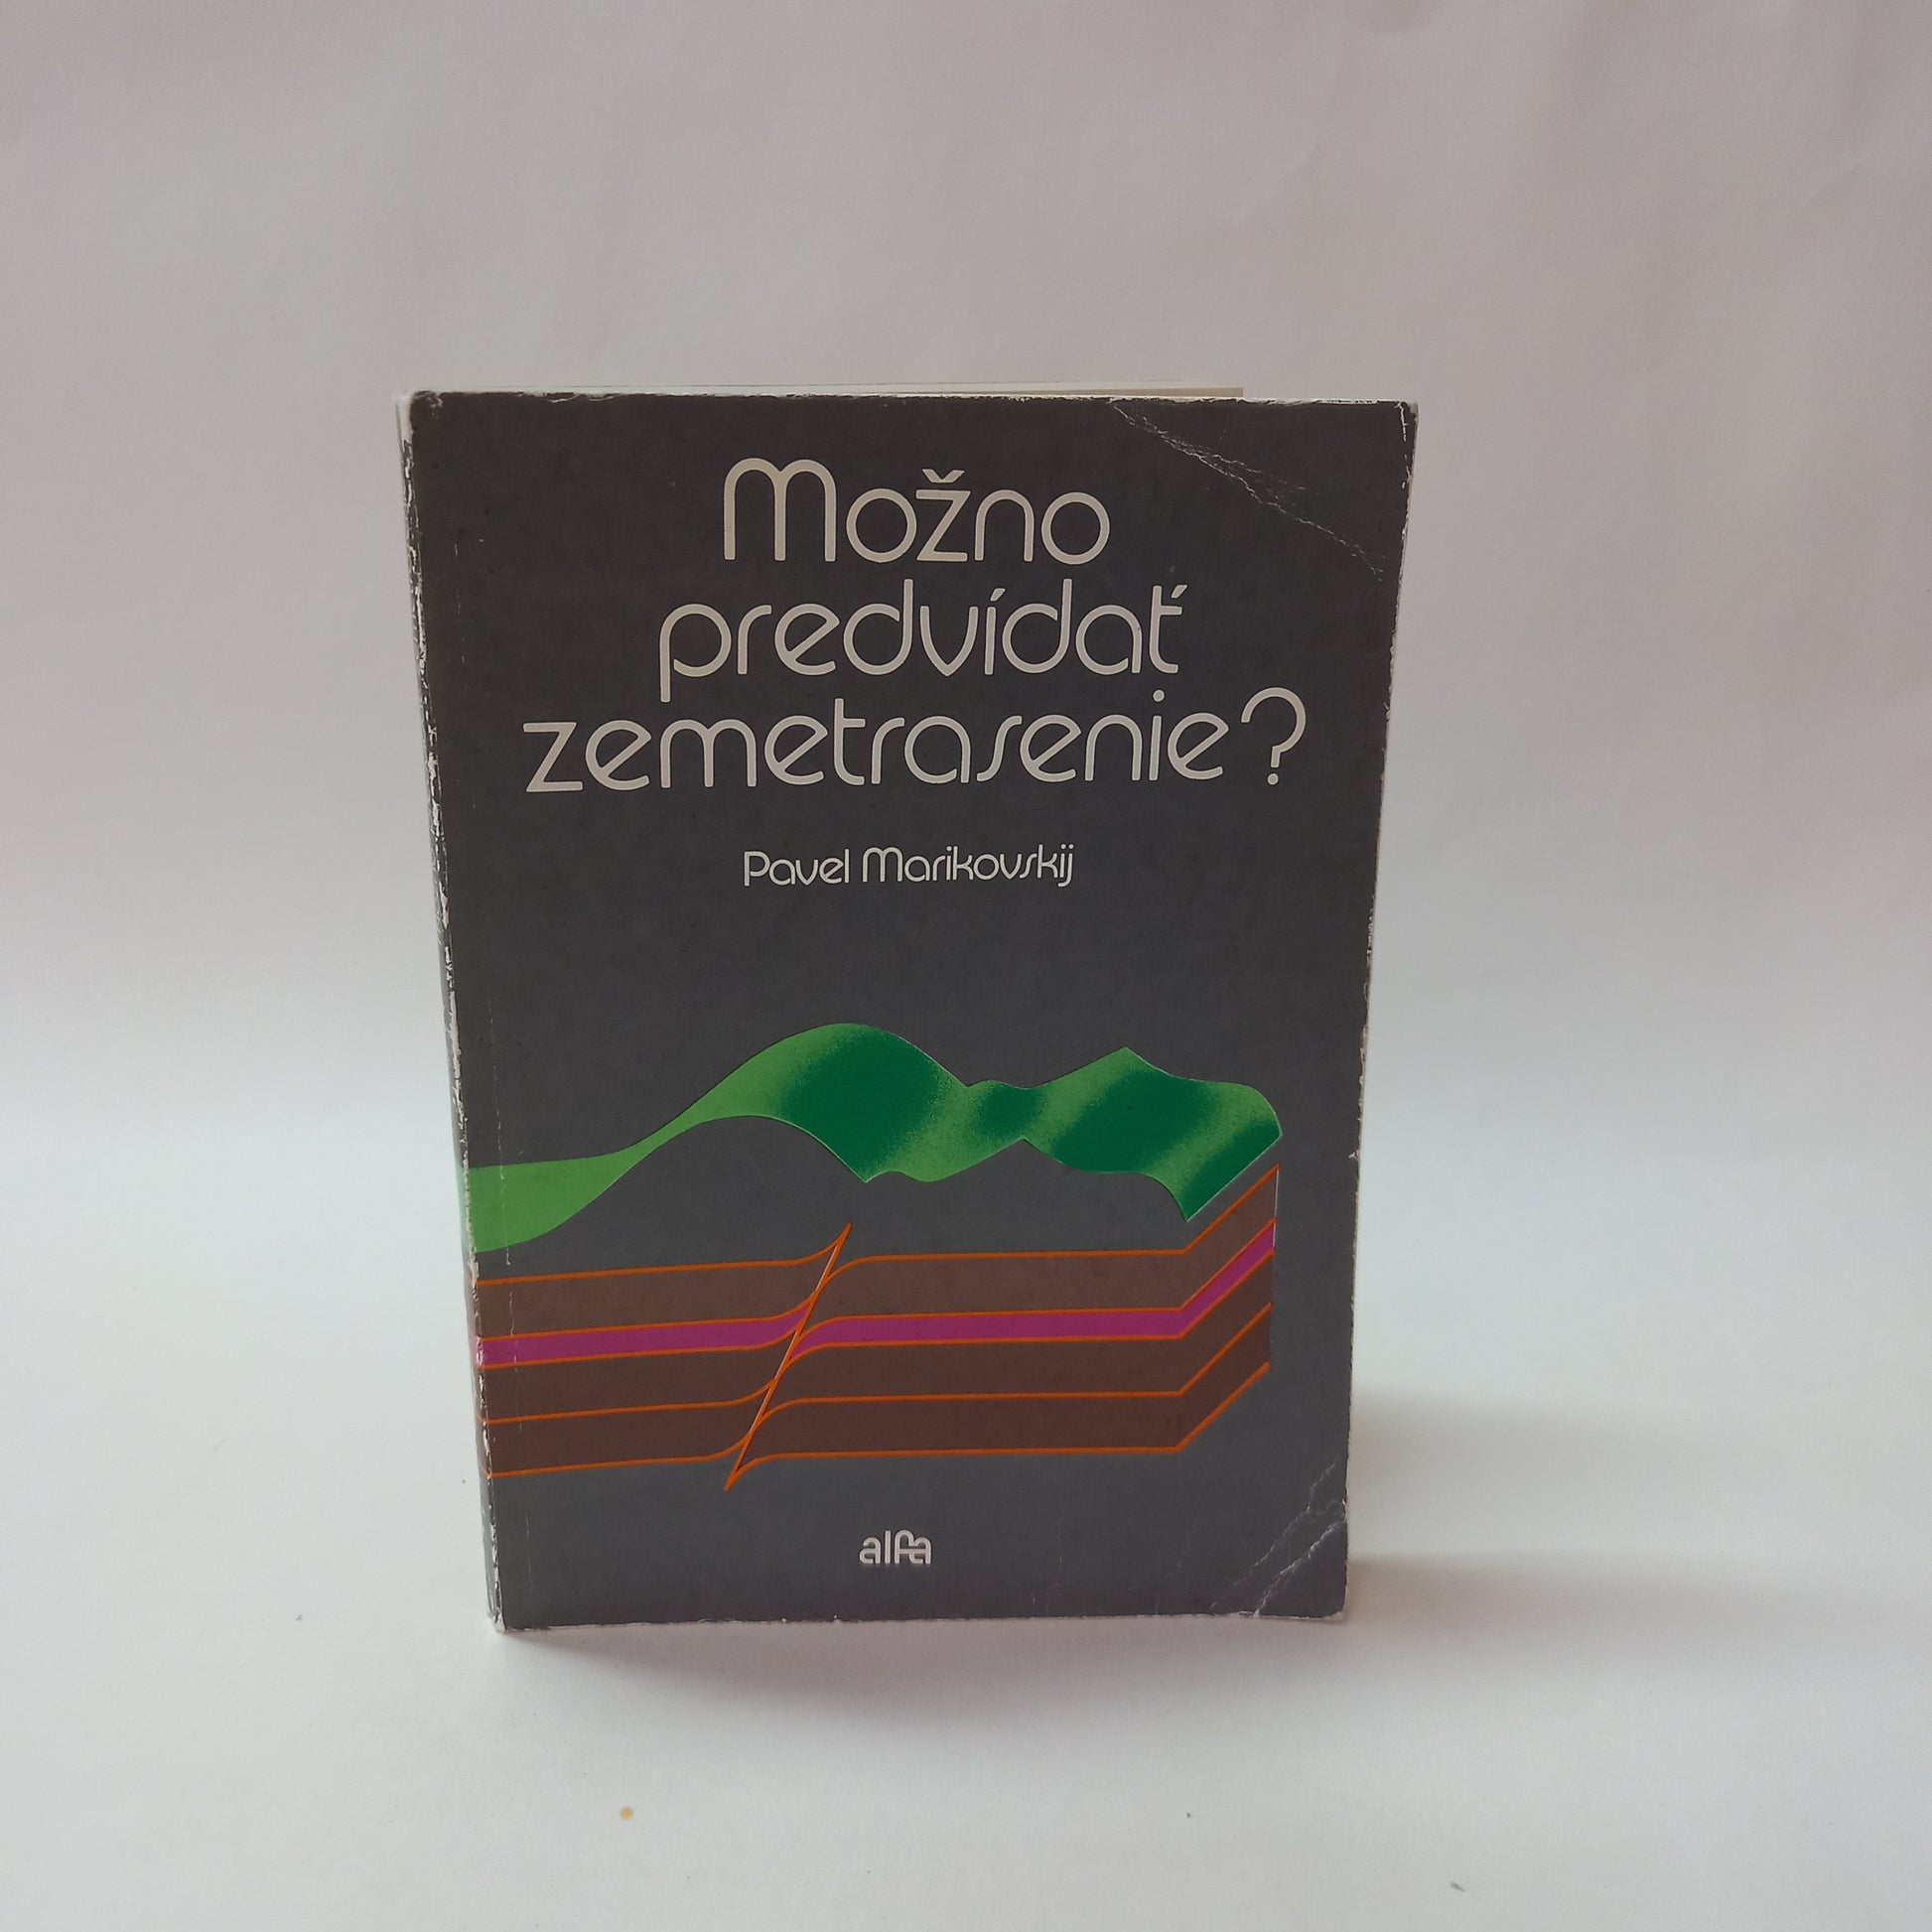 Možno
predvídať
zemetrasenie?
Pavel Marikovskij
alfa